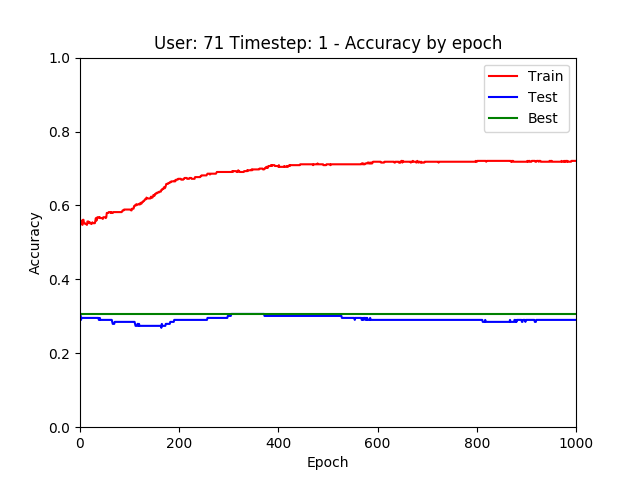 User: 71 Timestep: 1 - Accuracy by epoch
1.0
0.8
0.6
0.4
0.2
0.0
Accuracy
Train
Test
Best
0 200 400 600 800 1000
Epoch